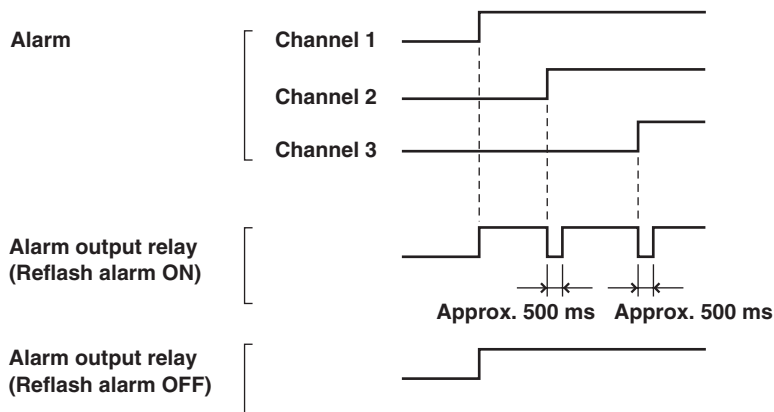 Alarm
Channel 1
Channel 2
Channel 3
Alarm output relay
(Reflash alarm ON)
Approx. 500 ms Approx. 500 ms
Alarm output relay
(Reflash alarm OFF)